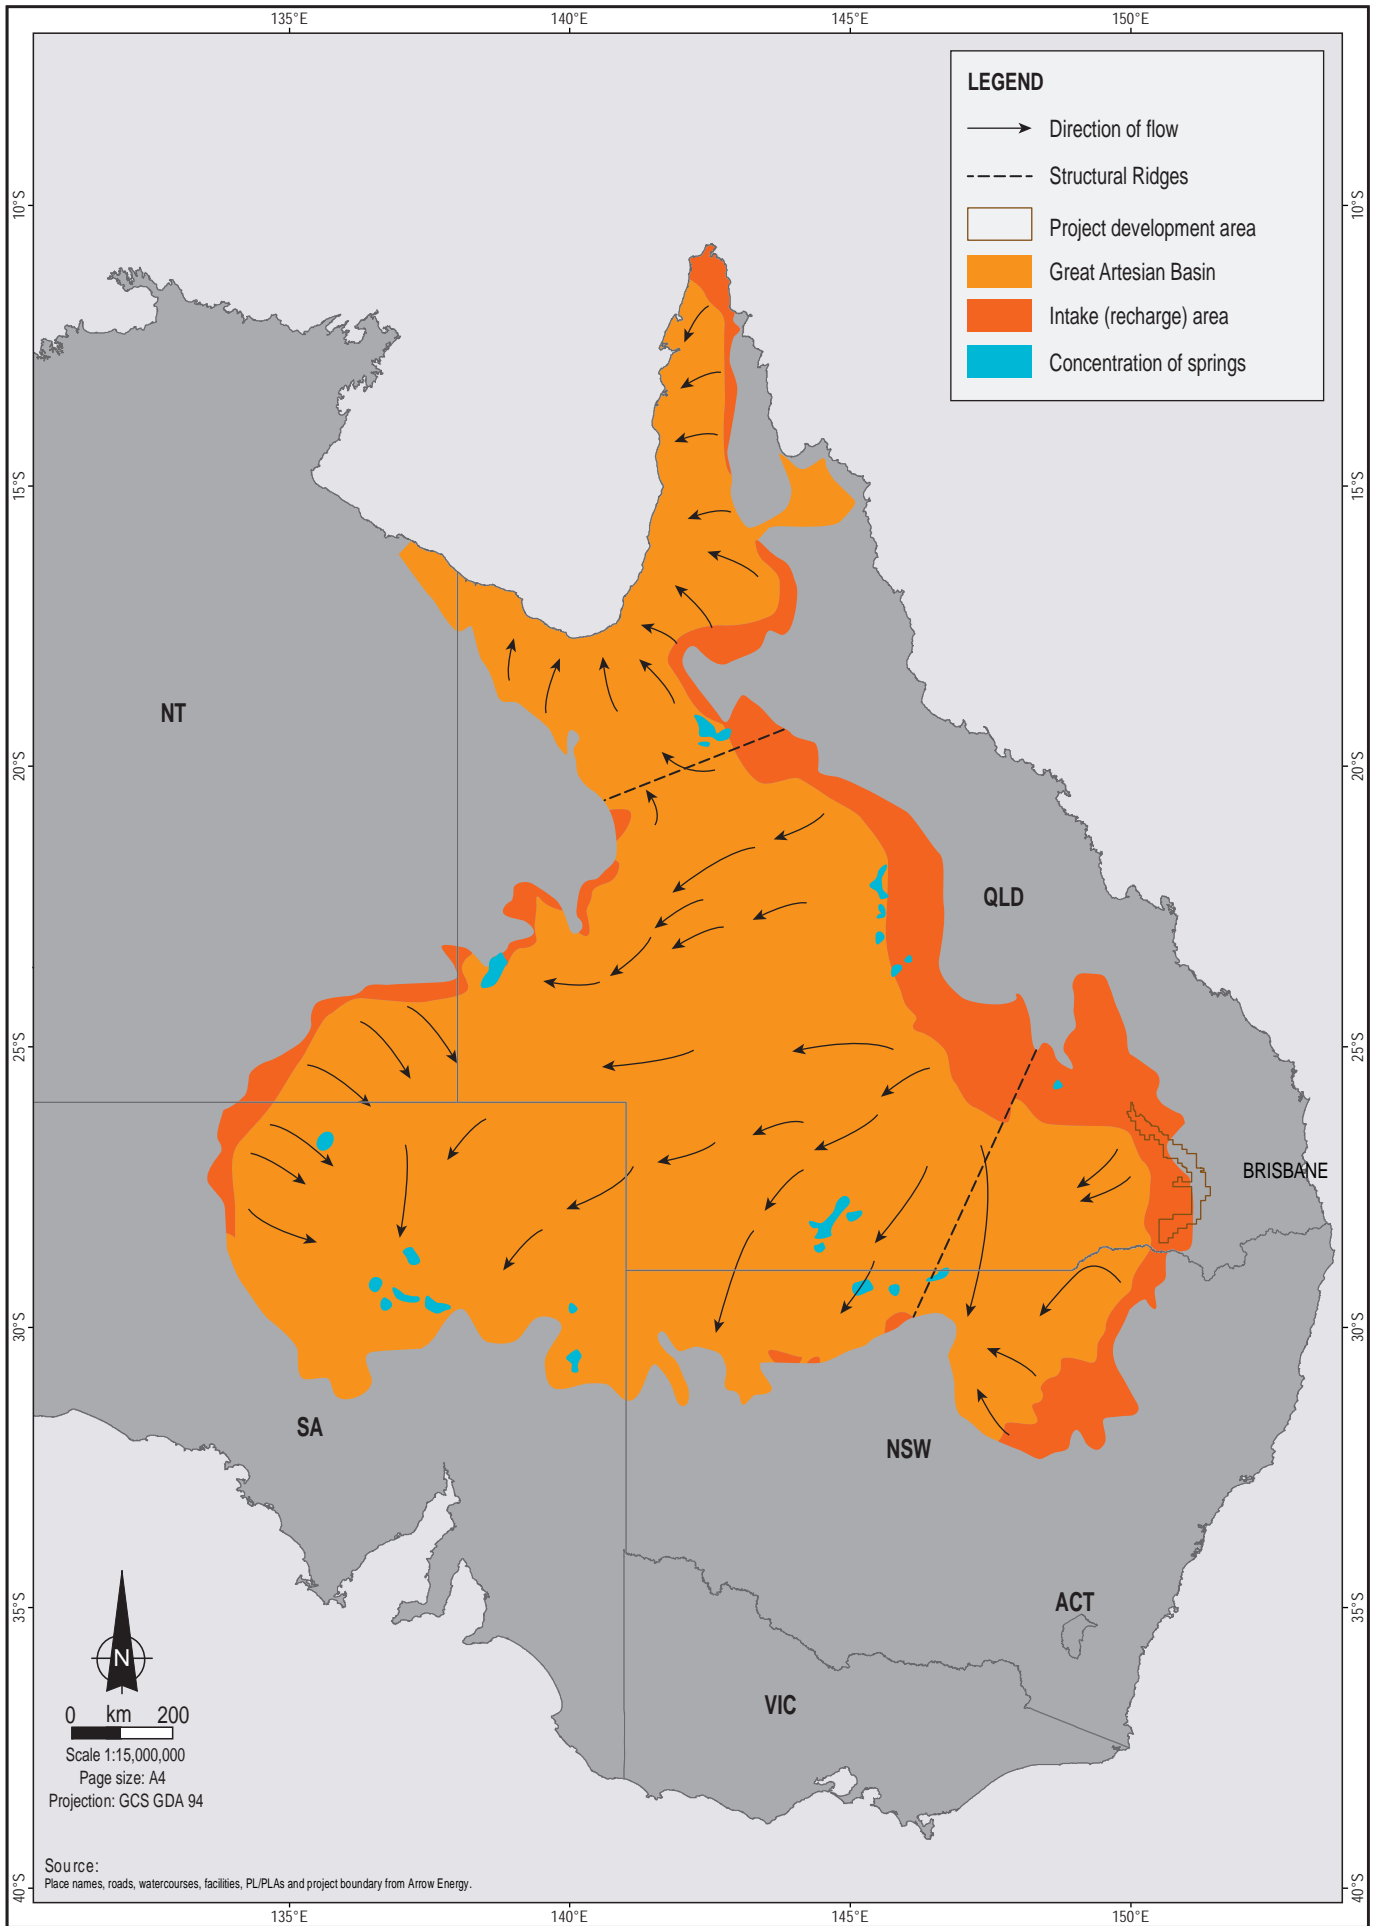 135°E 140°E 145°E 150°E
LEGEND
Direction of flow
Structural Ridges
Project development area
Great Artesian Basin
Intake (recharge) area
Concentration of springs
10°S 10°S
15°S 15°S
NT
20°S 20°S
QLD
25°S 25°S
BRISBANE
30°S 30°S
SA
NSW
35°S 35°S
ACT
VIC
N
0 km 200
Scale 1:15,000,000
Page size: A4
Projection: GCS GDA 94
Source:
Place names, roads, watercourses, facilities, PL/PLAs and project boundary from Arrow Energy.
40°S 40°S
135°E 140°E 145°E 150°E